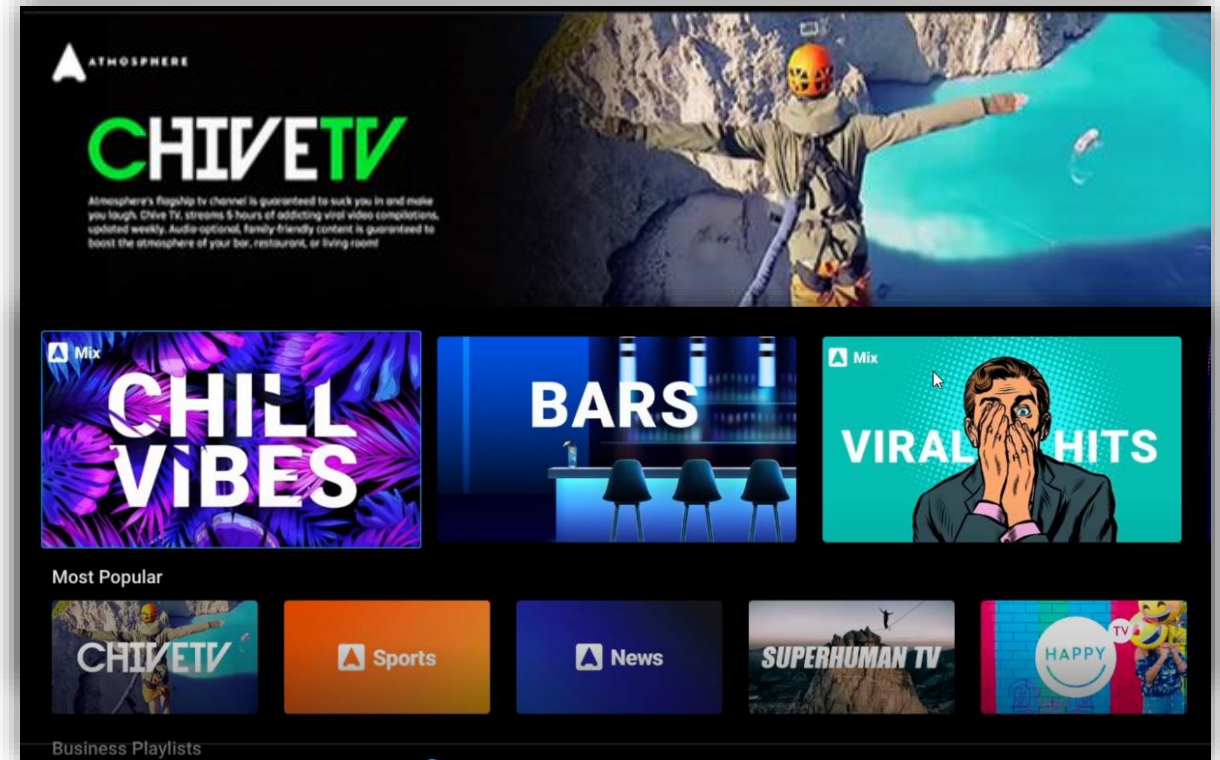 ATMOSPHERE
CHIVETV
Atmosphere's flagship tv channel is guaranteed to suck you in and make
you laugh. Chive TV, streams 5 hours of addicting viral video compilations,
updated weekly. Audio-optional, family friendly content is guaranteed to
boost the atmosphere of your bar, restaurant, or living room!
Mix
CHILL
ViBES
BARS
Mix
VIRAL HITS
Most Popular
CHIVETV
Sports
News
SUPERHUMAN TV
HAPPY TV
Business Playlists